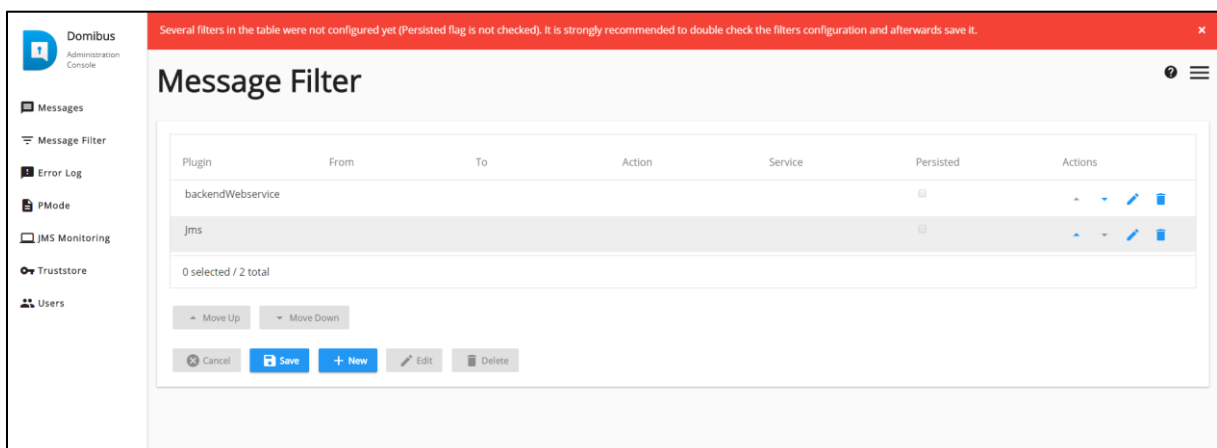 Domibus
Administration
Console
Messages
Message Filter
Error Log
PMode
JMS Monitoring
Truststore
Users
Several filters in the table were not configured yet (Persisted flag is not checked). It is strongly recommended to double check the filters configuration and afterwards save it. ×
Message Filter
Plugin From To Action Service Persisted Actions
backendWebservice
Jms
0 selected / 2 total
Move Up Move Down
Cancel Save + New Edit Delete